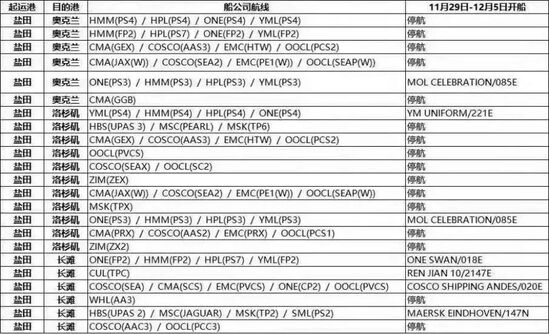 起运港 目的港 船公司航线 11月29日-12月5日开船
盐田 奥克兰 HMM(PS4) / HPL(PS4) / ONE(PS4) / YML(PS4) 停航
盐田 奥克兰 HMM(FP2) / HPL(PS7) / ONE(FP2) / YML(FP2) 停航
盐田 奥克兰 CMA(GEX) / COSCO(AAS3) / EMC(HTW) / OOCL(PCS2) 停航
盐田 奥克兰 CMA(JAX(W)) / COSCO(SEA2) / EMC(PE1(W)) / OOCL(SEAP(W)) 停航
盐田 奥克兰 ONE(PS3) / HMM(PS3) / HPL(PS3) / YML(PS3) MOL CELEBRATION/085E
盐田 奥克兰 CMA(GGB) 停航
盐田 洛杉矶 YML(PS4) / HMM(PS4) / HPL(PS4) / ONE(PS4) YM UNIFORM/221E
盐田 洛杉矶 HBS(UPAS 3) / MSC(PEARL) / MSK(TP6) 停航
盐田 洛杉矶 CMA(GEX) / COSCO(AAS3) / EMC(HTW) / OOCL(PCS2) 停航
盐田 洛杉矶 OOCL(PVCS) 停航
盐田 洛杉矶 COSCO(SEAX) / OOCL(SC2) 停航
盐田 洛杉矶 ZIM(ZEX) 停航
盐田 洛杉矶 CMA(JAX(W)) / COSCO(SEA2) / EMC(PE1(W)) / OOCL(SEAP(W)) 停航
盐田 洛杉矶 MSK(TPX) 停航
盐田 洛杉矶 ONE(PS3) / HMM(PS3) / HPL(PS3) / YML(PS3) MOL CELEBRATION/085E
盐田 洛杉矶 CMA(PRX) / COSCO(AAS2) / EMC(PRX) / OOCL(PCS1) 停航
盐田 洛杉矶 ZIM(ZX2) 停航
盐田 长滩 ONE(FP2) / HMM(FP2) / HPL(PS7) / YML(FP2) ONE SWAN/018E
盐田 长滩 CUL(TPC) REN JIAN 10/2147E
盐田 长滩 COSCO(SEA) / CMA(SCS) / EMC(PVCS) / ONE(CP2) / OOCL(PVCS) COSCO SHIPPING ANDES/020E
盐田 长滩 WHL(AA3) 停航
盐田 长滩 HBS(UPAS 2) / MSC(JAGUAR) / MSK(TP2) / SML(PS2) MAERSK EINDHOVEN/147N
盐田 长滩 COSCO(AAC3) / OOCL(PCC3) 停航